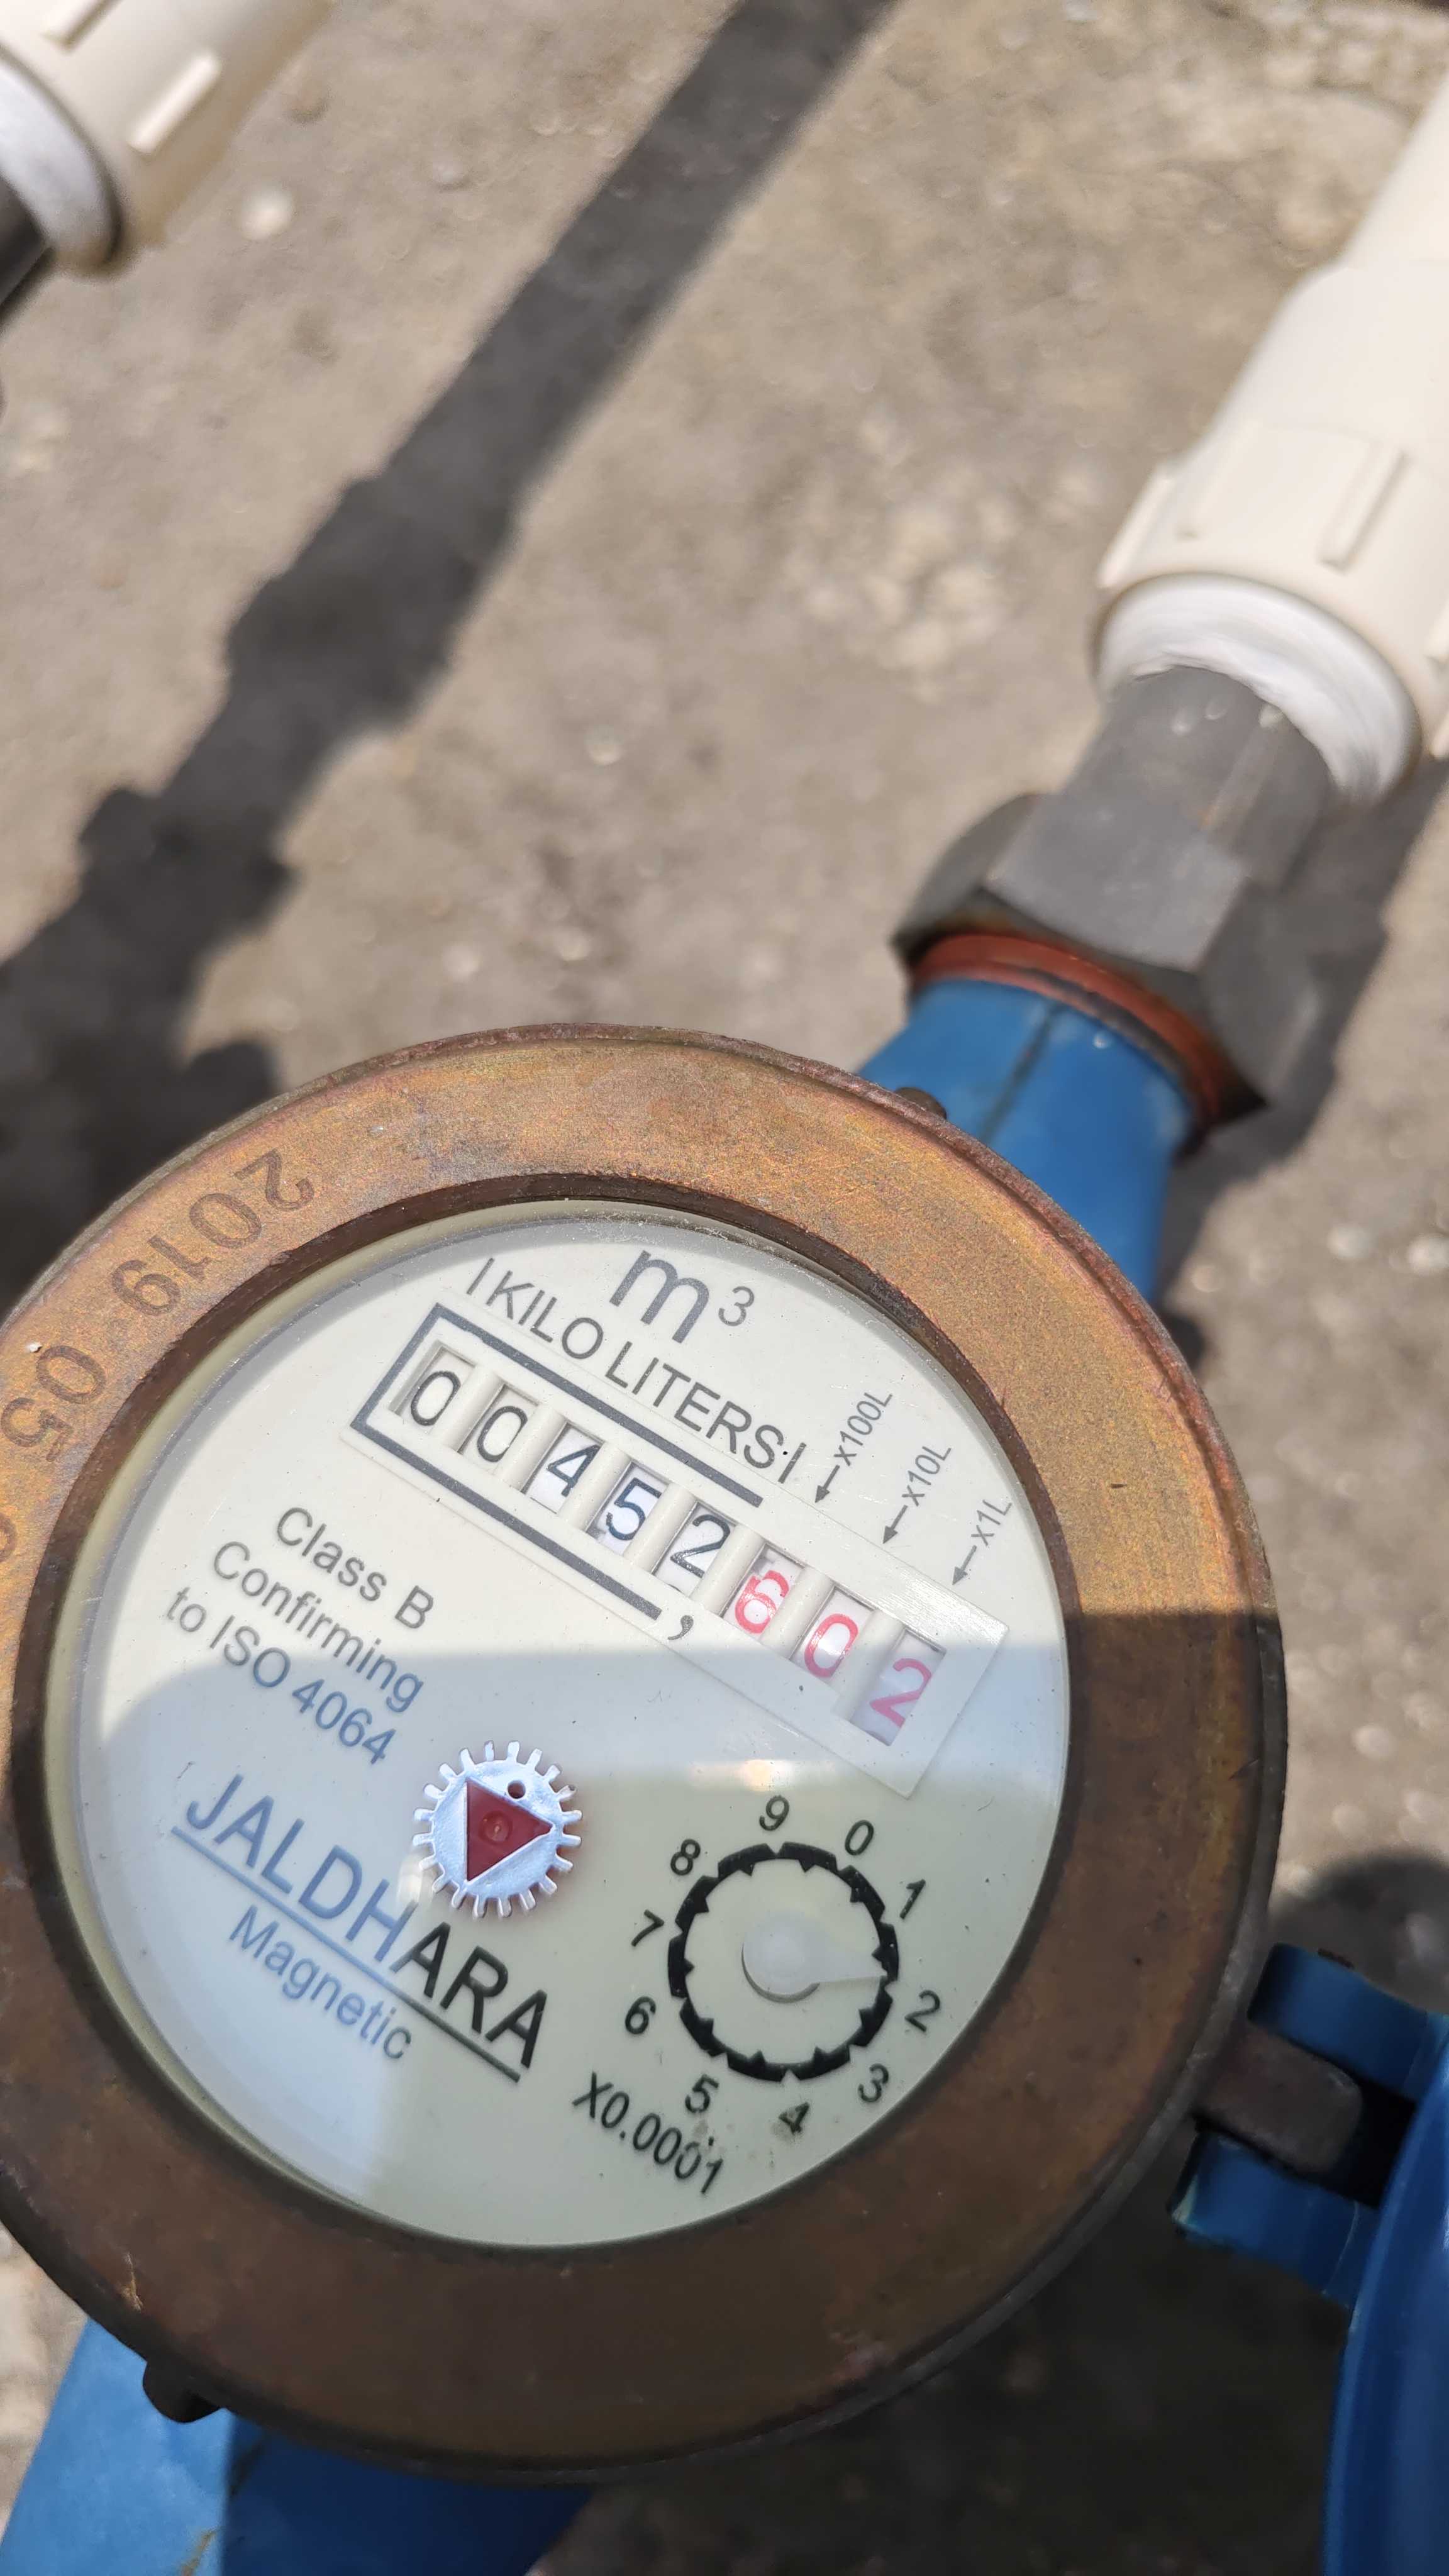 2019 05
m³
|KILO LITERS|
00452,602
x100L
x10L
x1L
Class B
Confirming
to ISO 4064
JALDHARA
Magnetic
9 0 1 2 3 4 5 6 7 8
X0.0001